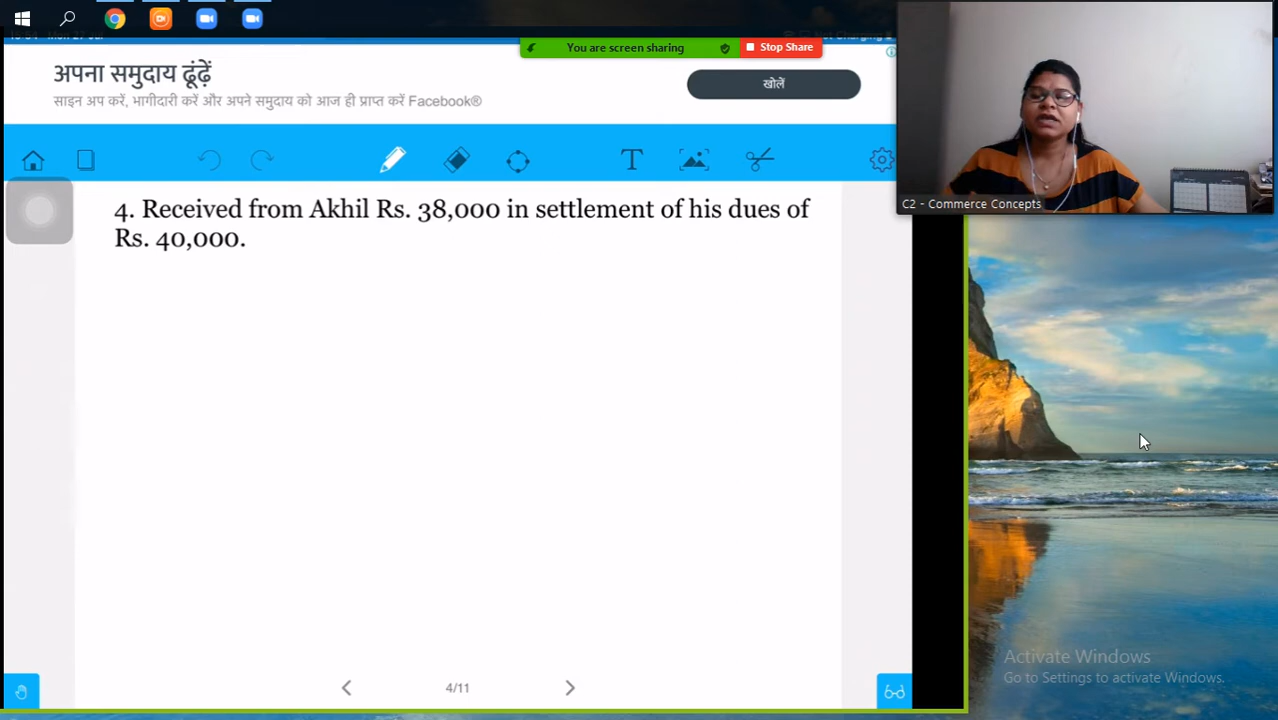 You are screen sharing
Stop Share
अपना समुदाय ढूंढ़ें
साइन अप करें, भागीदारी करें और अपने समुदाय को आज ही प्राप्त करें Facebook®
खोलें
T
C2 - Commerce Concepts
4. Received from Akhil Rs. 38,000 in settlement of his dues of
Rs. 40,000.
Activate Windows
Go to Settings to activate Windows.
4/11